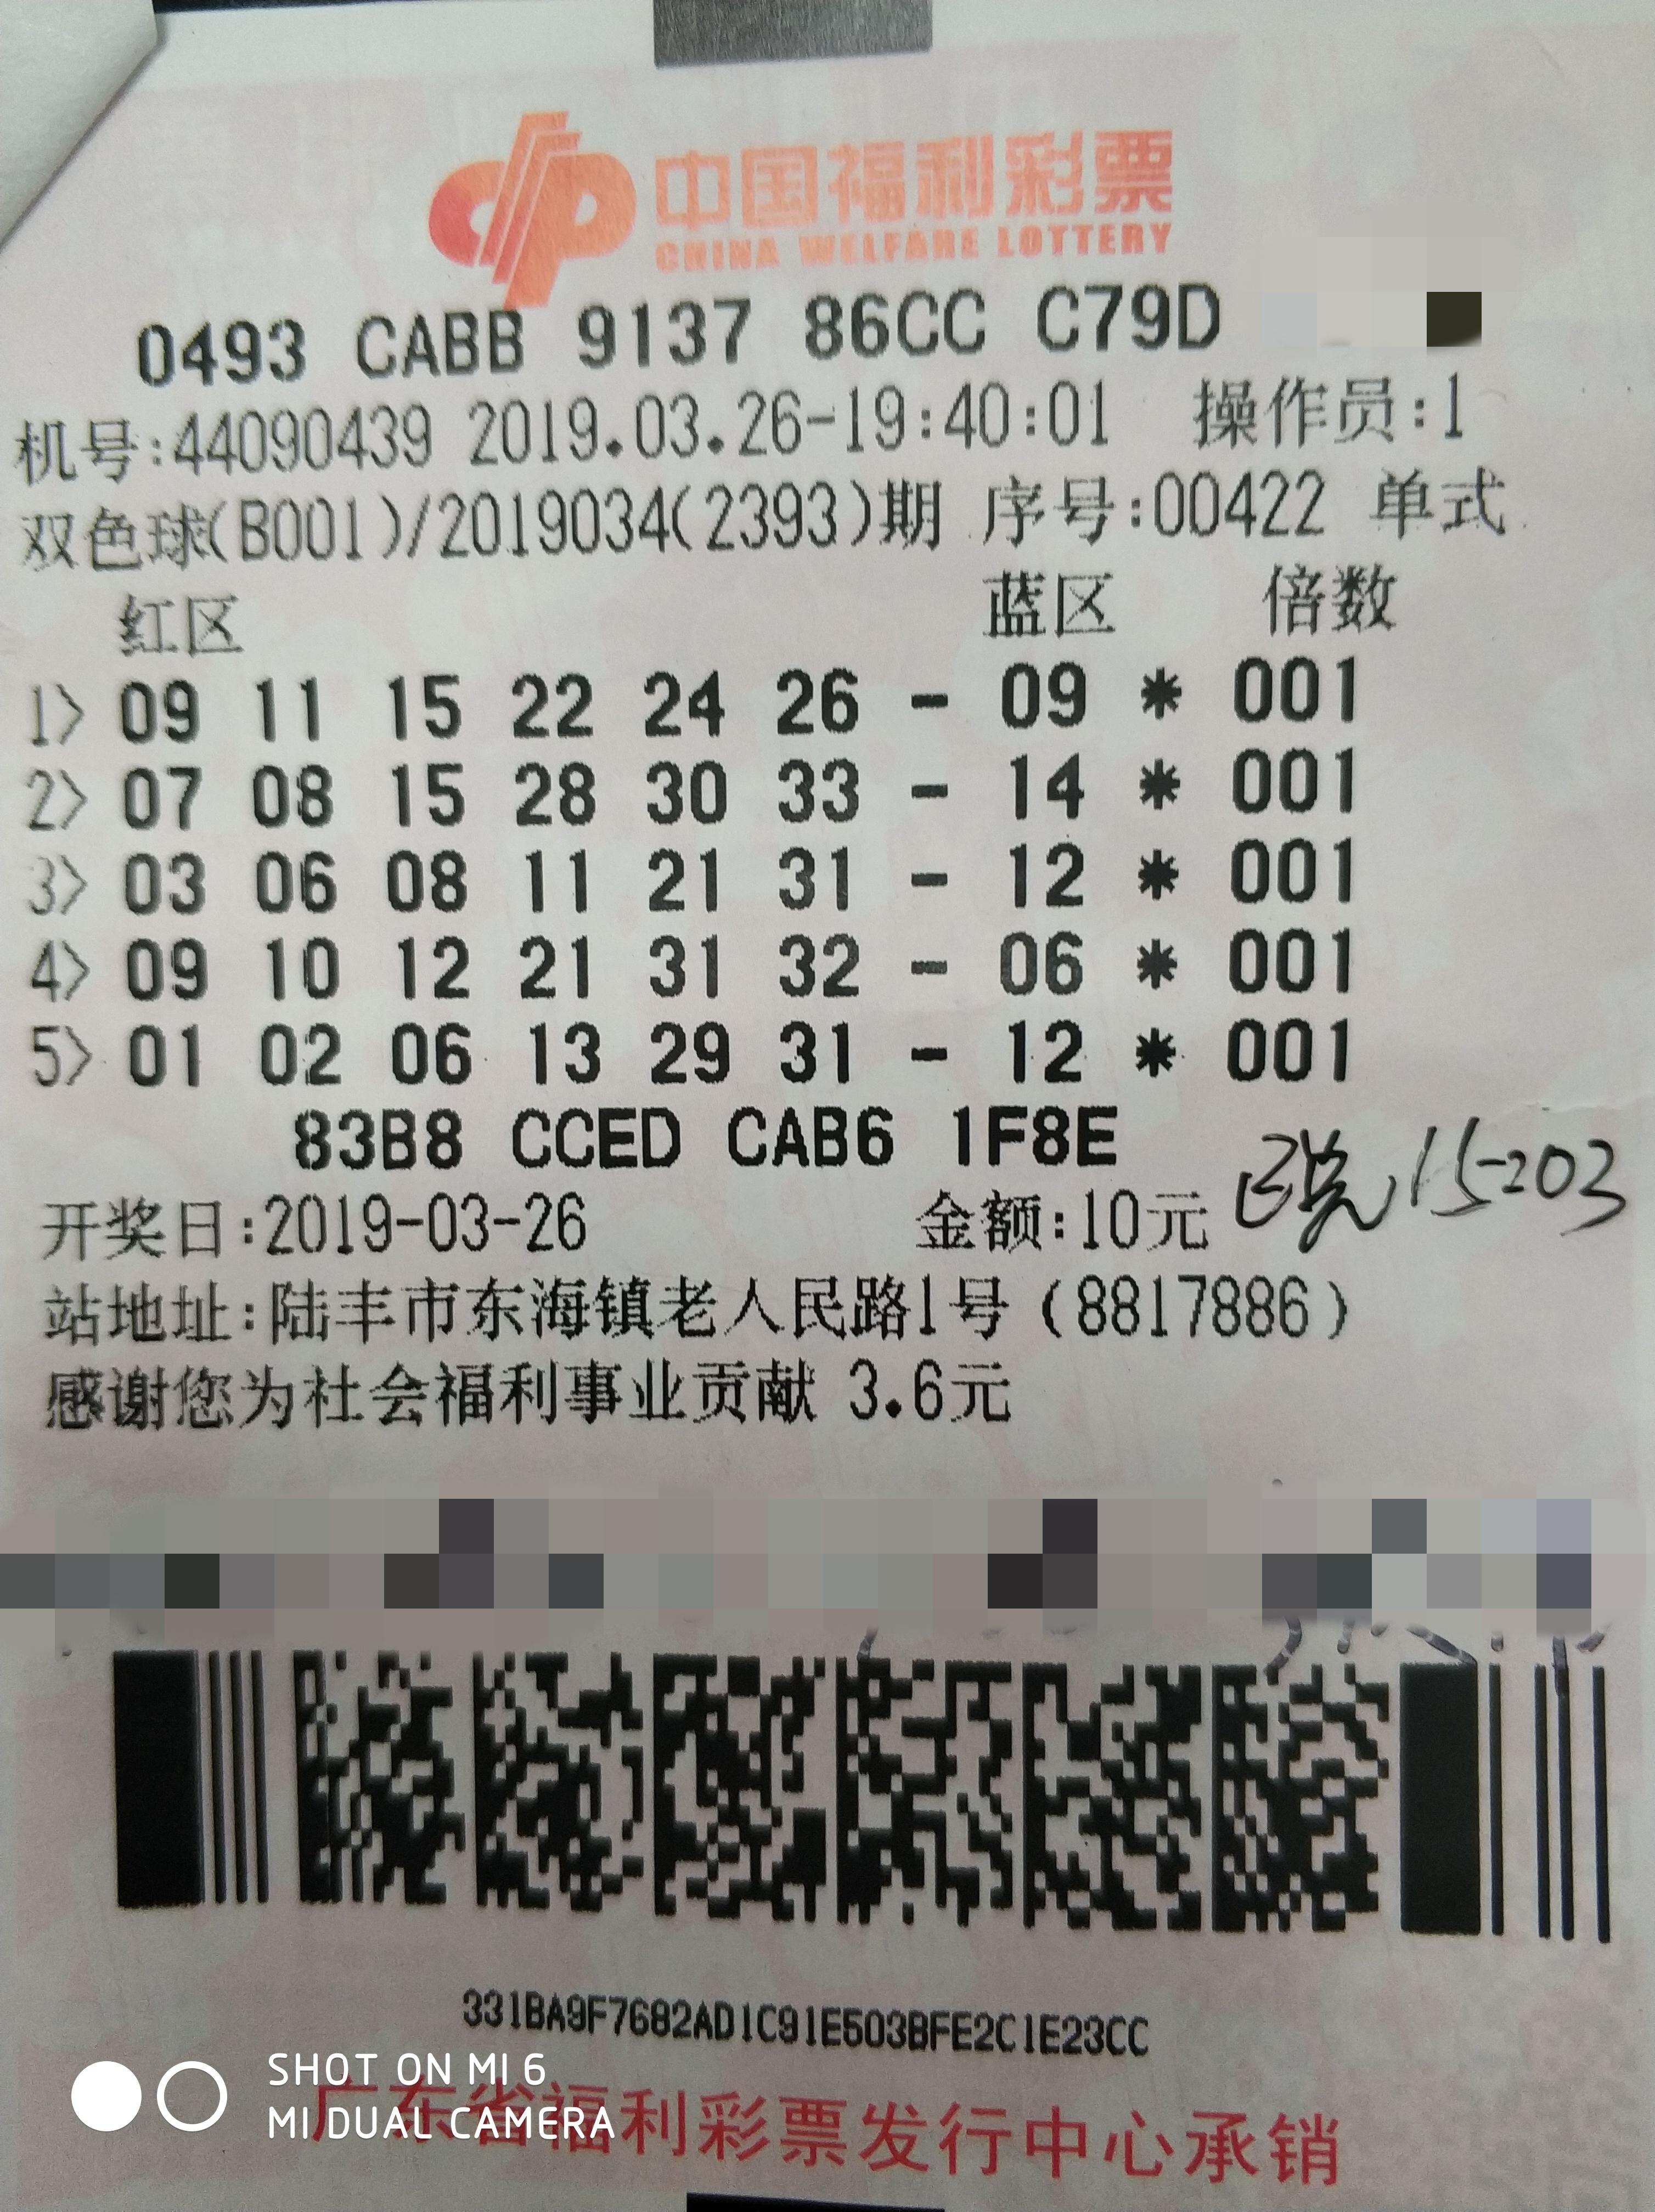 中国福利彩票
CHINA WELFARE LOTTERY
0493 CABB 9137 86CC C79D
机号:44090439 2019.03.26-19:40:01 操作员:1
双色球(B001)/2019034(2393)期 序号:00422 单式
红区 蓝区 倍数
1> 09 11 15 22 24 26 - 09 * 001
2> 07 08 15 28 30 33 - 14 * 001
3> 03 06 08 11 21 31 - 12 * 001
4> 09 10 12 21 31 32 - 06 * 001
5> 01 02 06 13 29 31 - 12 * 001
83B8 CCED CAB6 1F8E
15-203
开奖日:2019-03-26 金额:10元
站地址:陆丰市东海镇老人民路1号(8817886)
感谢您为社会福利事业贡献 3.6元
331BA9F7682AD1C91E503BFE2C1E23CC
SHOT ON MI 6
MI DUAL CAMERA
广东省福利彩票发行中心承销